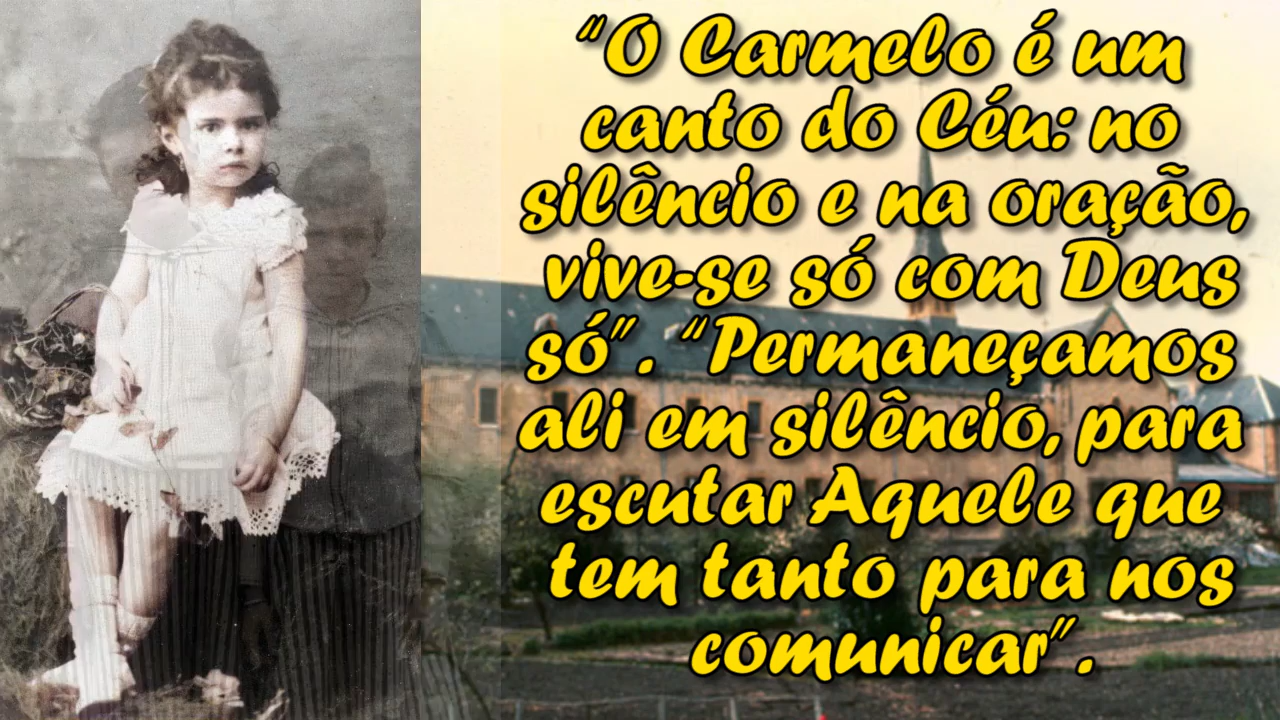 “O Carmelo é um
canto do Céu: no
silêncio e na oração,
vive-se só com Deus
só”. “Permaneçamos
ali em silêncio, para
escutar Aquele que
tem tanto para nos
comunicar”.